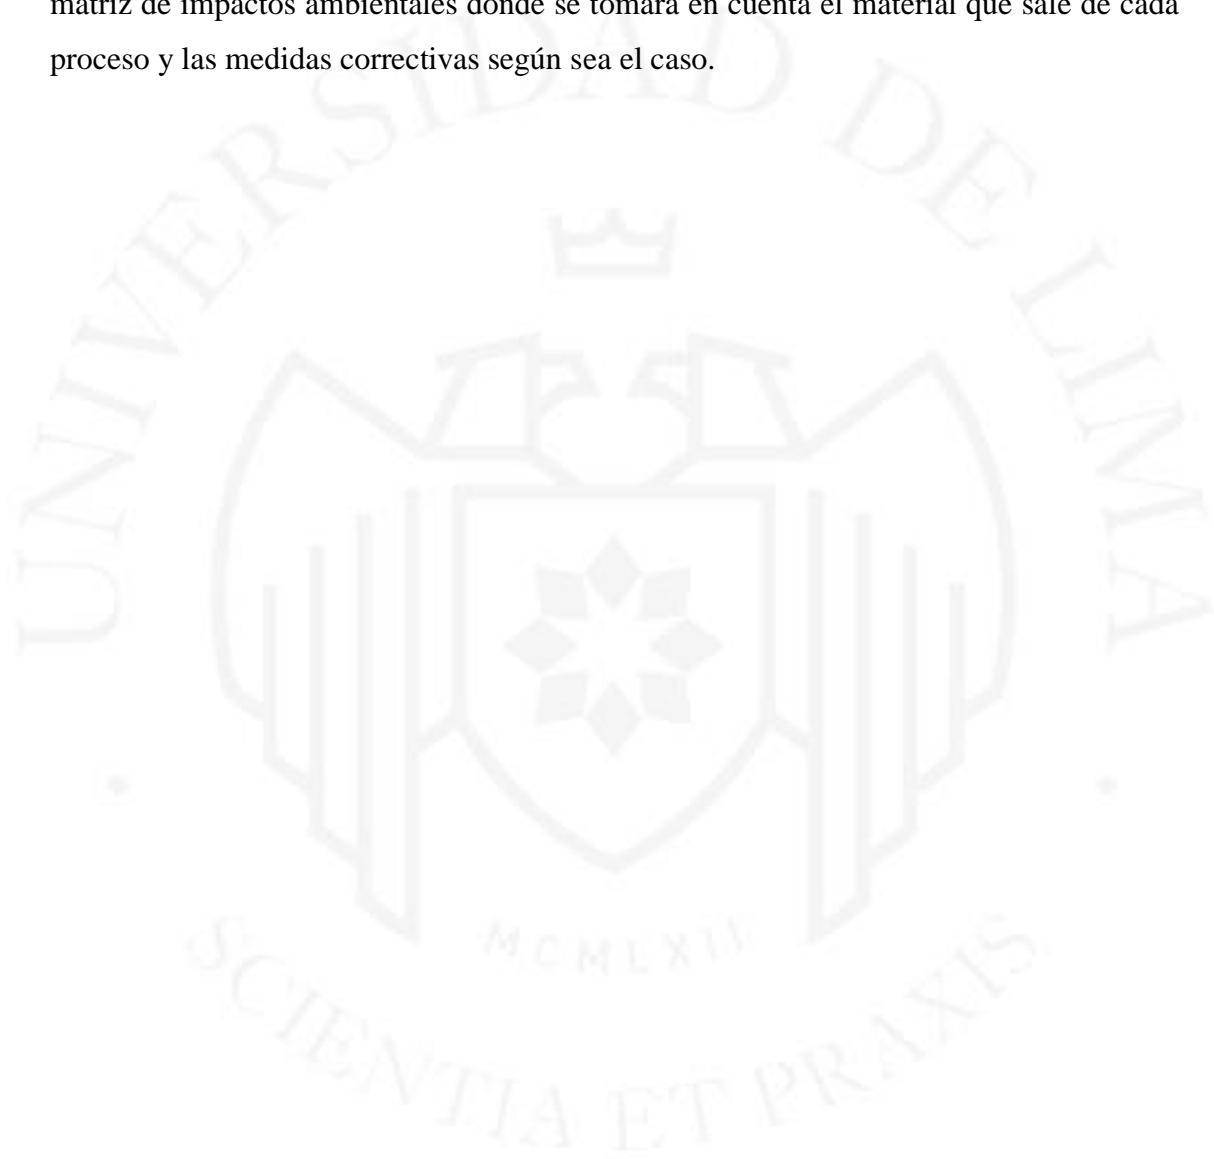 matriz de impactos ambientales donde se tomará en cuenta el material que sale de cada
proceso y las medidas correctivas según sea el caso.
UNIVERSIDAD DE LIMA
MCMLXII
SCIENTIA ET PRAXIS